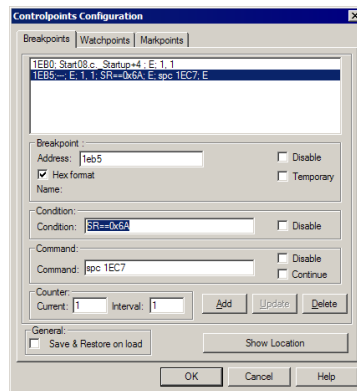 Controlpoints Configuration
Breakpoints Watchpoints Markpoints
1EB0; Start08.c._Startup+4 ; E; 1, 1
1EB5;---; E; 1, 1; SR==0x6A; E; spc 1EC7; E
Breakpoint :
Address: 1eb5 Disable
Hex format Temporary
Name:
Condition:
Condition: SR==0x6A Disable
Command:
Disable
Command: spc 1EC7 Continue
Counter:
Current: 1 Interval: 1 Add Update Delete
General:
Save & Restore on load Show Location
OK Cancel Help